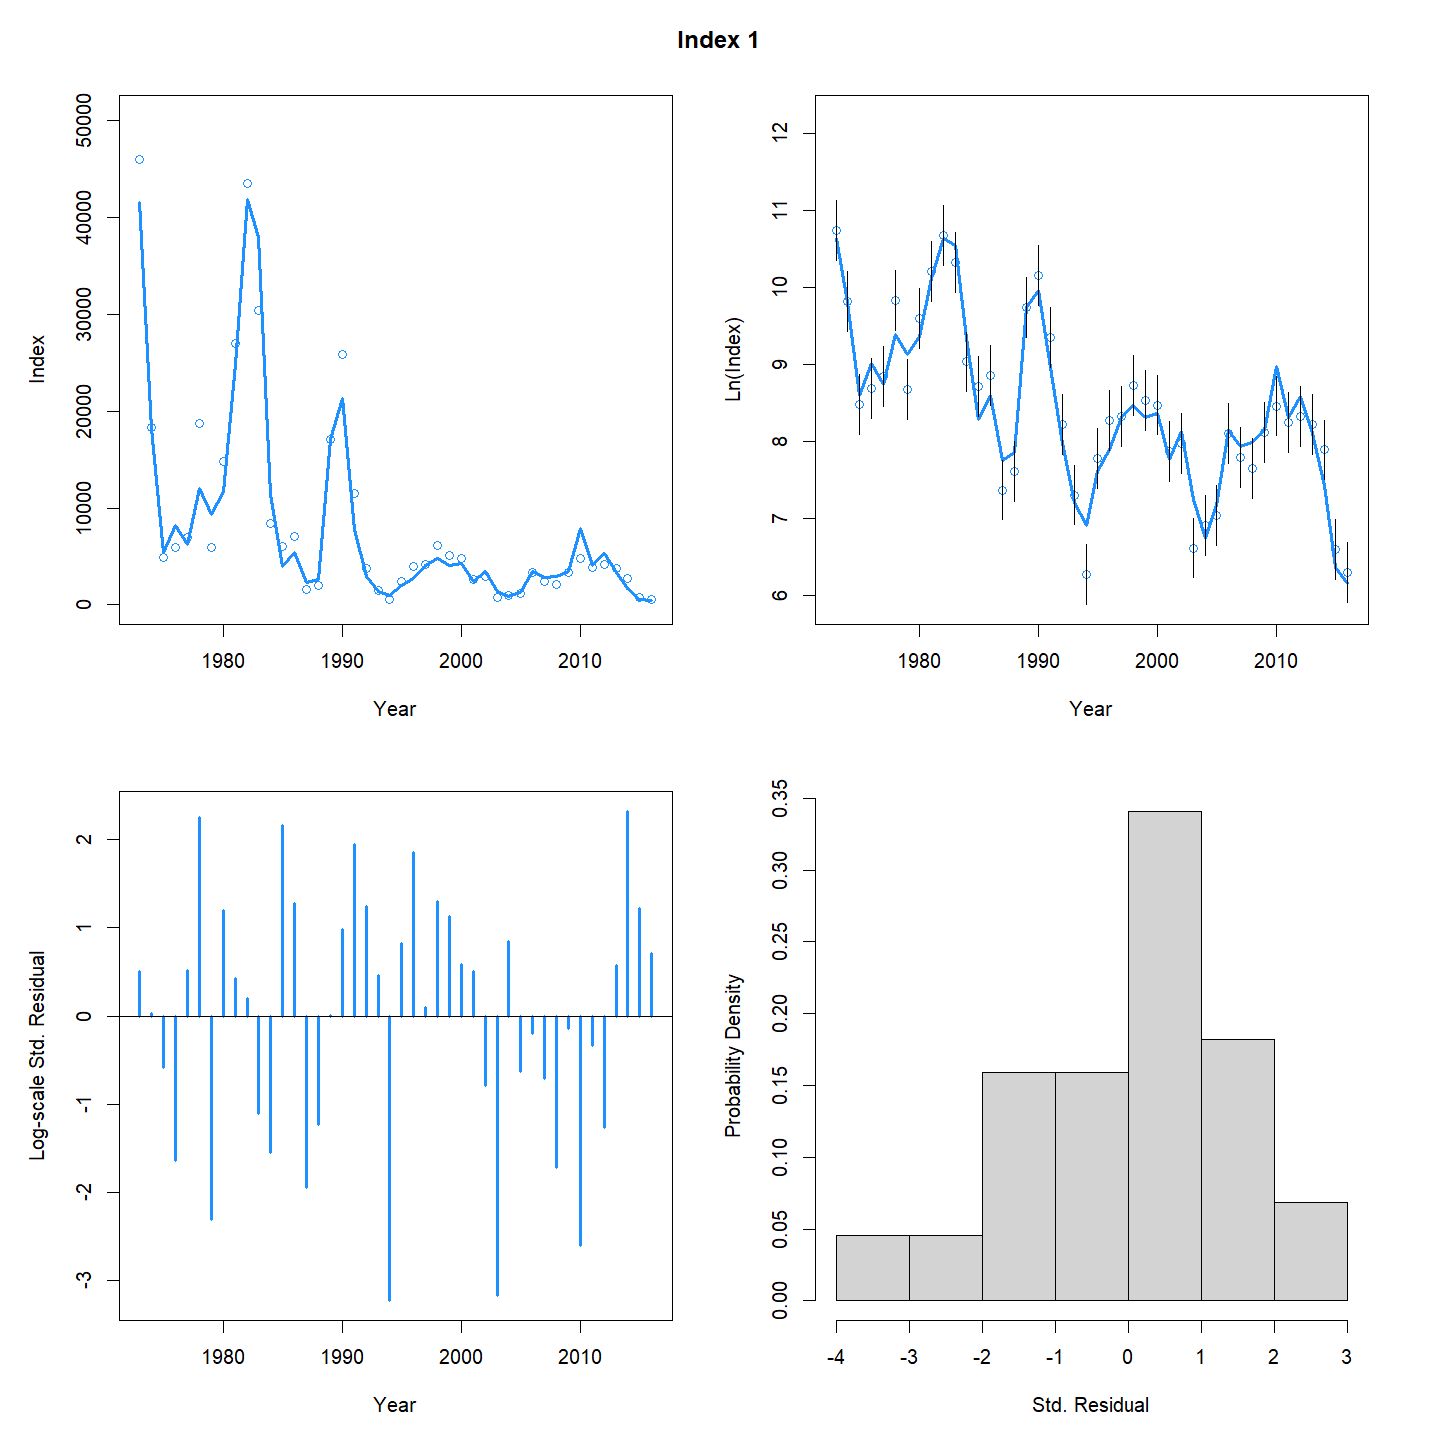 Index 1
Index
50000
40000
30000
20000
10000
0
1980 1990 2000 2010
Year
Ln(Index)
12
11
10
9
8
7
6
1980 1990 2000 2010
Year
Log-scale Std. Residual
2
1
0
-1
-2
-3
1980 1990 2000 2010
Year
Probability Density
0.35
0.30
0.25
0.20
0.15
0.10
0.05
0.00
-4 -3 -2 -1 0 1 2 3
Std. Residual